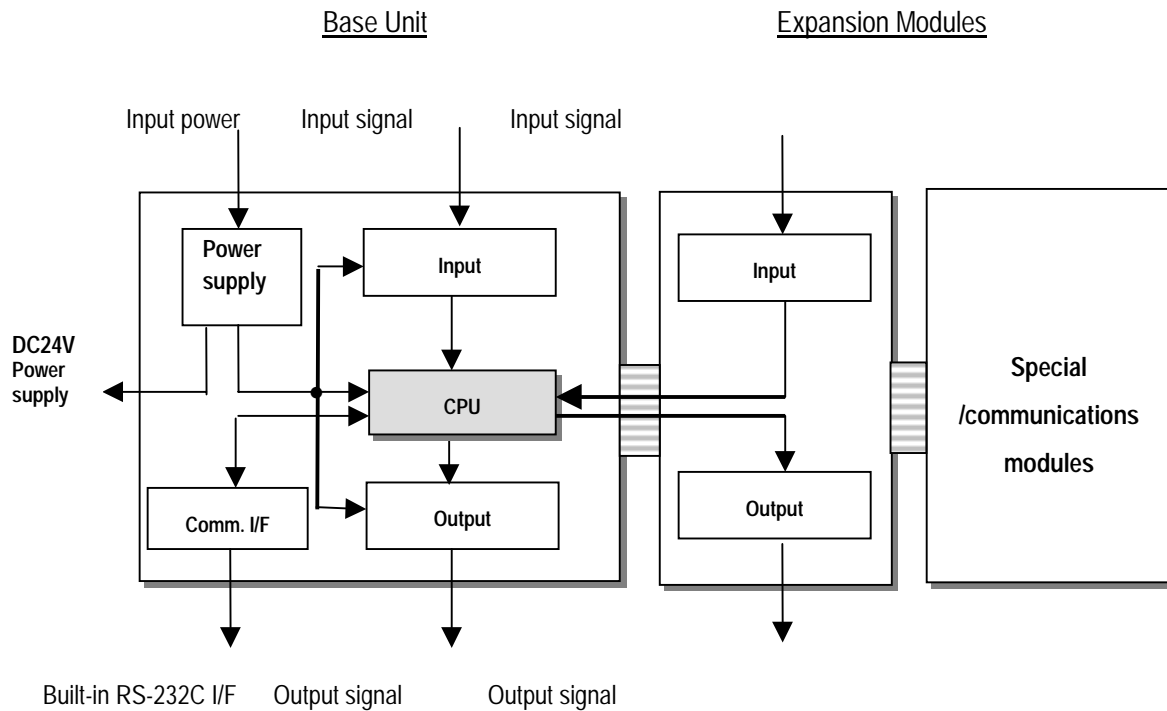 Base Unit
Expansion Modules
Input power
Input signal
Input signal
Power
supply
Input
Input
DC24V
Power
supply
CPU
Special
/communications
modules
Comm. I/F
Output
Output
Built-in RS-232C I/F
Output signal
Output signal